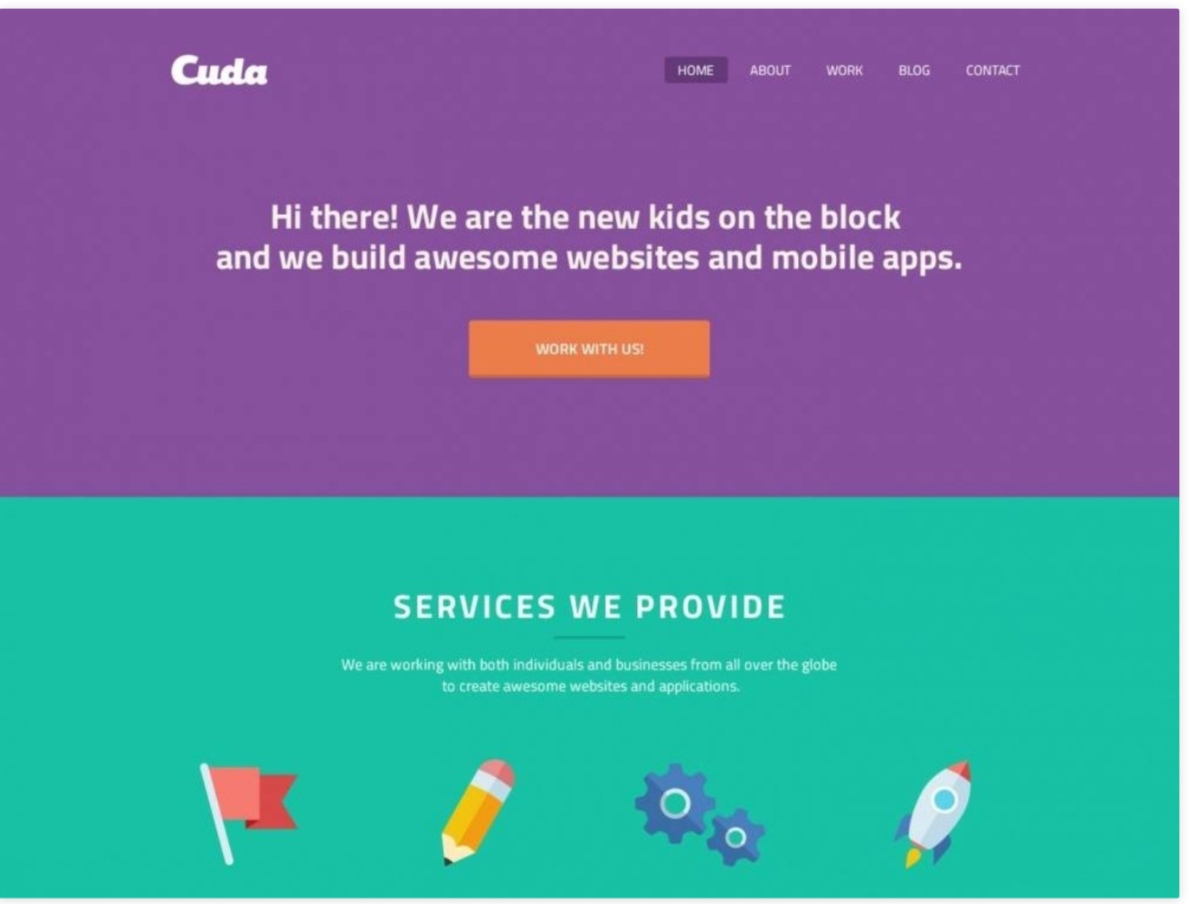 Cuda
HOME ABOUT WORK BLOG CONTACT
Hi there! We are the new kids on the block
and we build awesome websites and mobile apps.
WORK WITH US!
SERVICES WE PROVIDE
We are working with both individuals and businesses from all over the globe
to create awesome websites and applications.